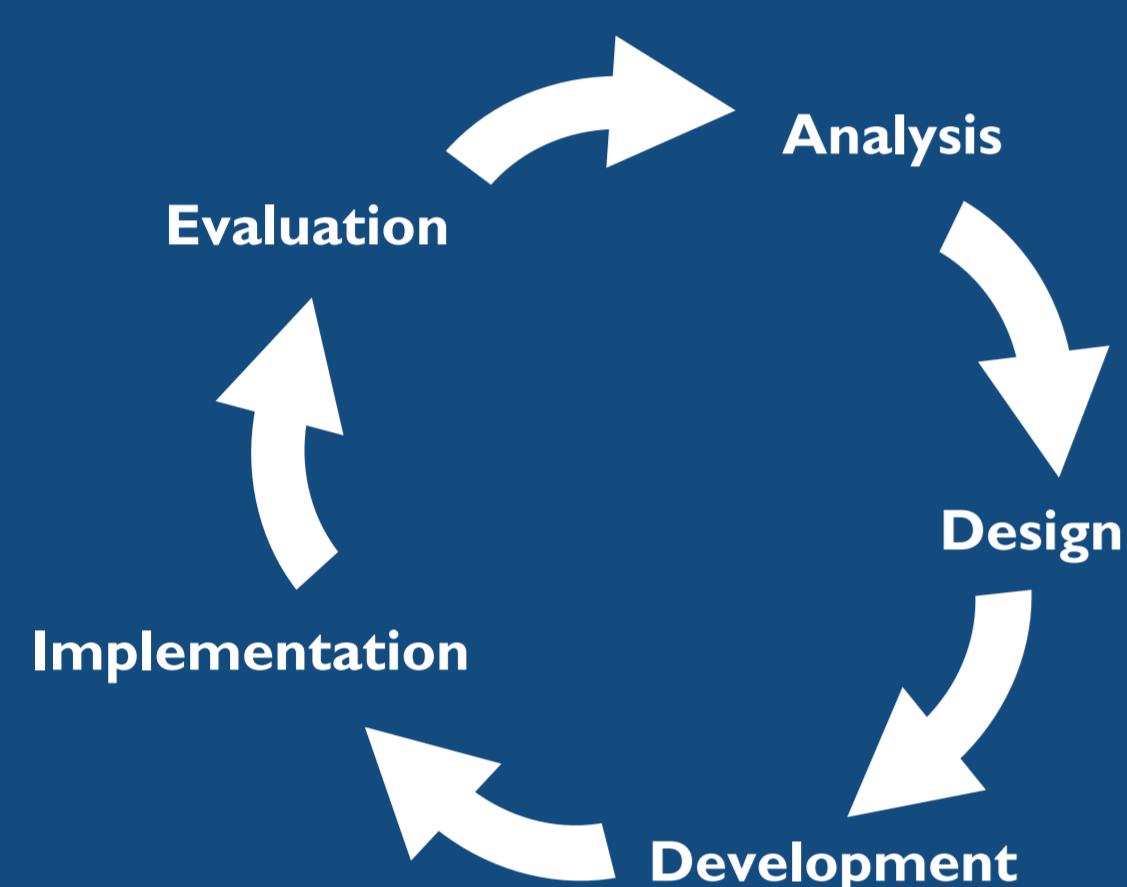 Analysis
Evaluation
Design
Implementation
Development